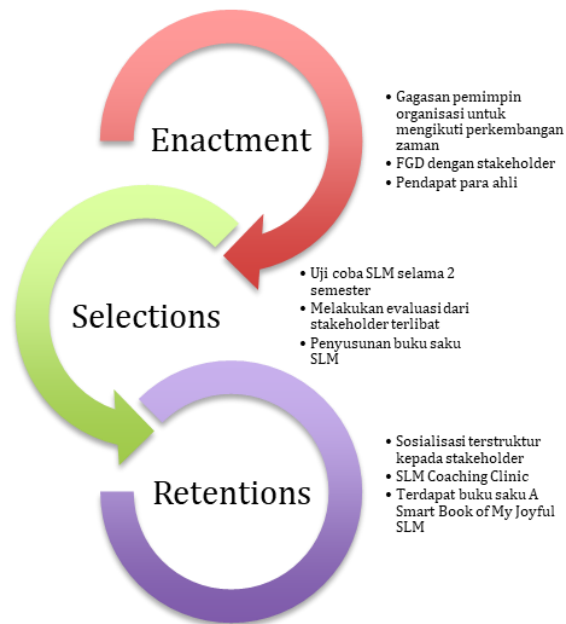 Enactment
• Gagasan pemimpin
organisasi untuk
mengikuti perkembangan
zaman
• FGD dengan stakeholder
• Pendapat para ahli
Selections
• Uji coba SLM selama 2
semester
• Melakukan evaluasi dari
stakeholder terlibat
• Penyusunan buku saku
SLM
Retentions
• Sosialisasi terstruktur
kepada stakeholder
• SLM Coaching Clinic
• Terdapat buku saku A
Smart Book of My Joyful
SLM